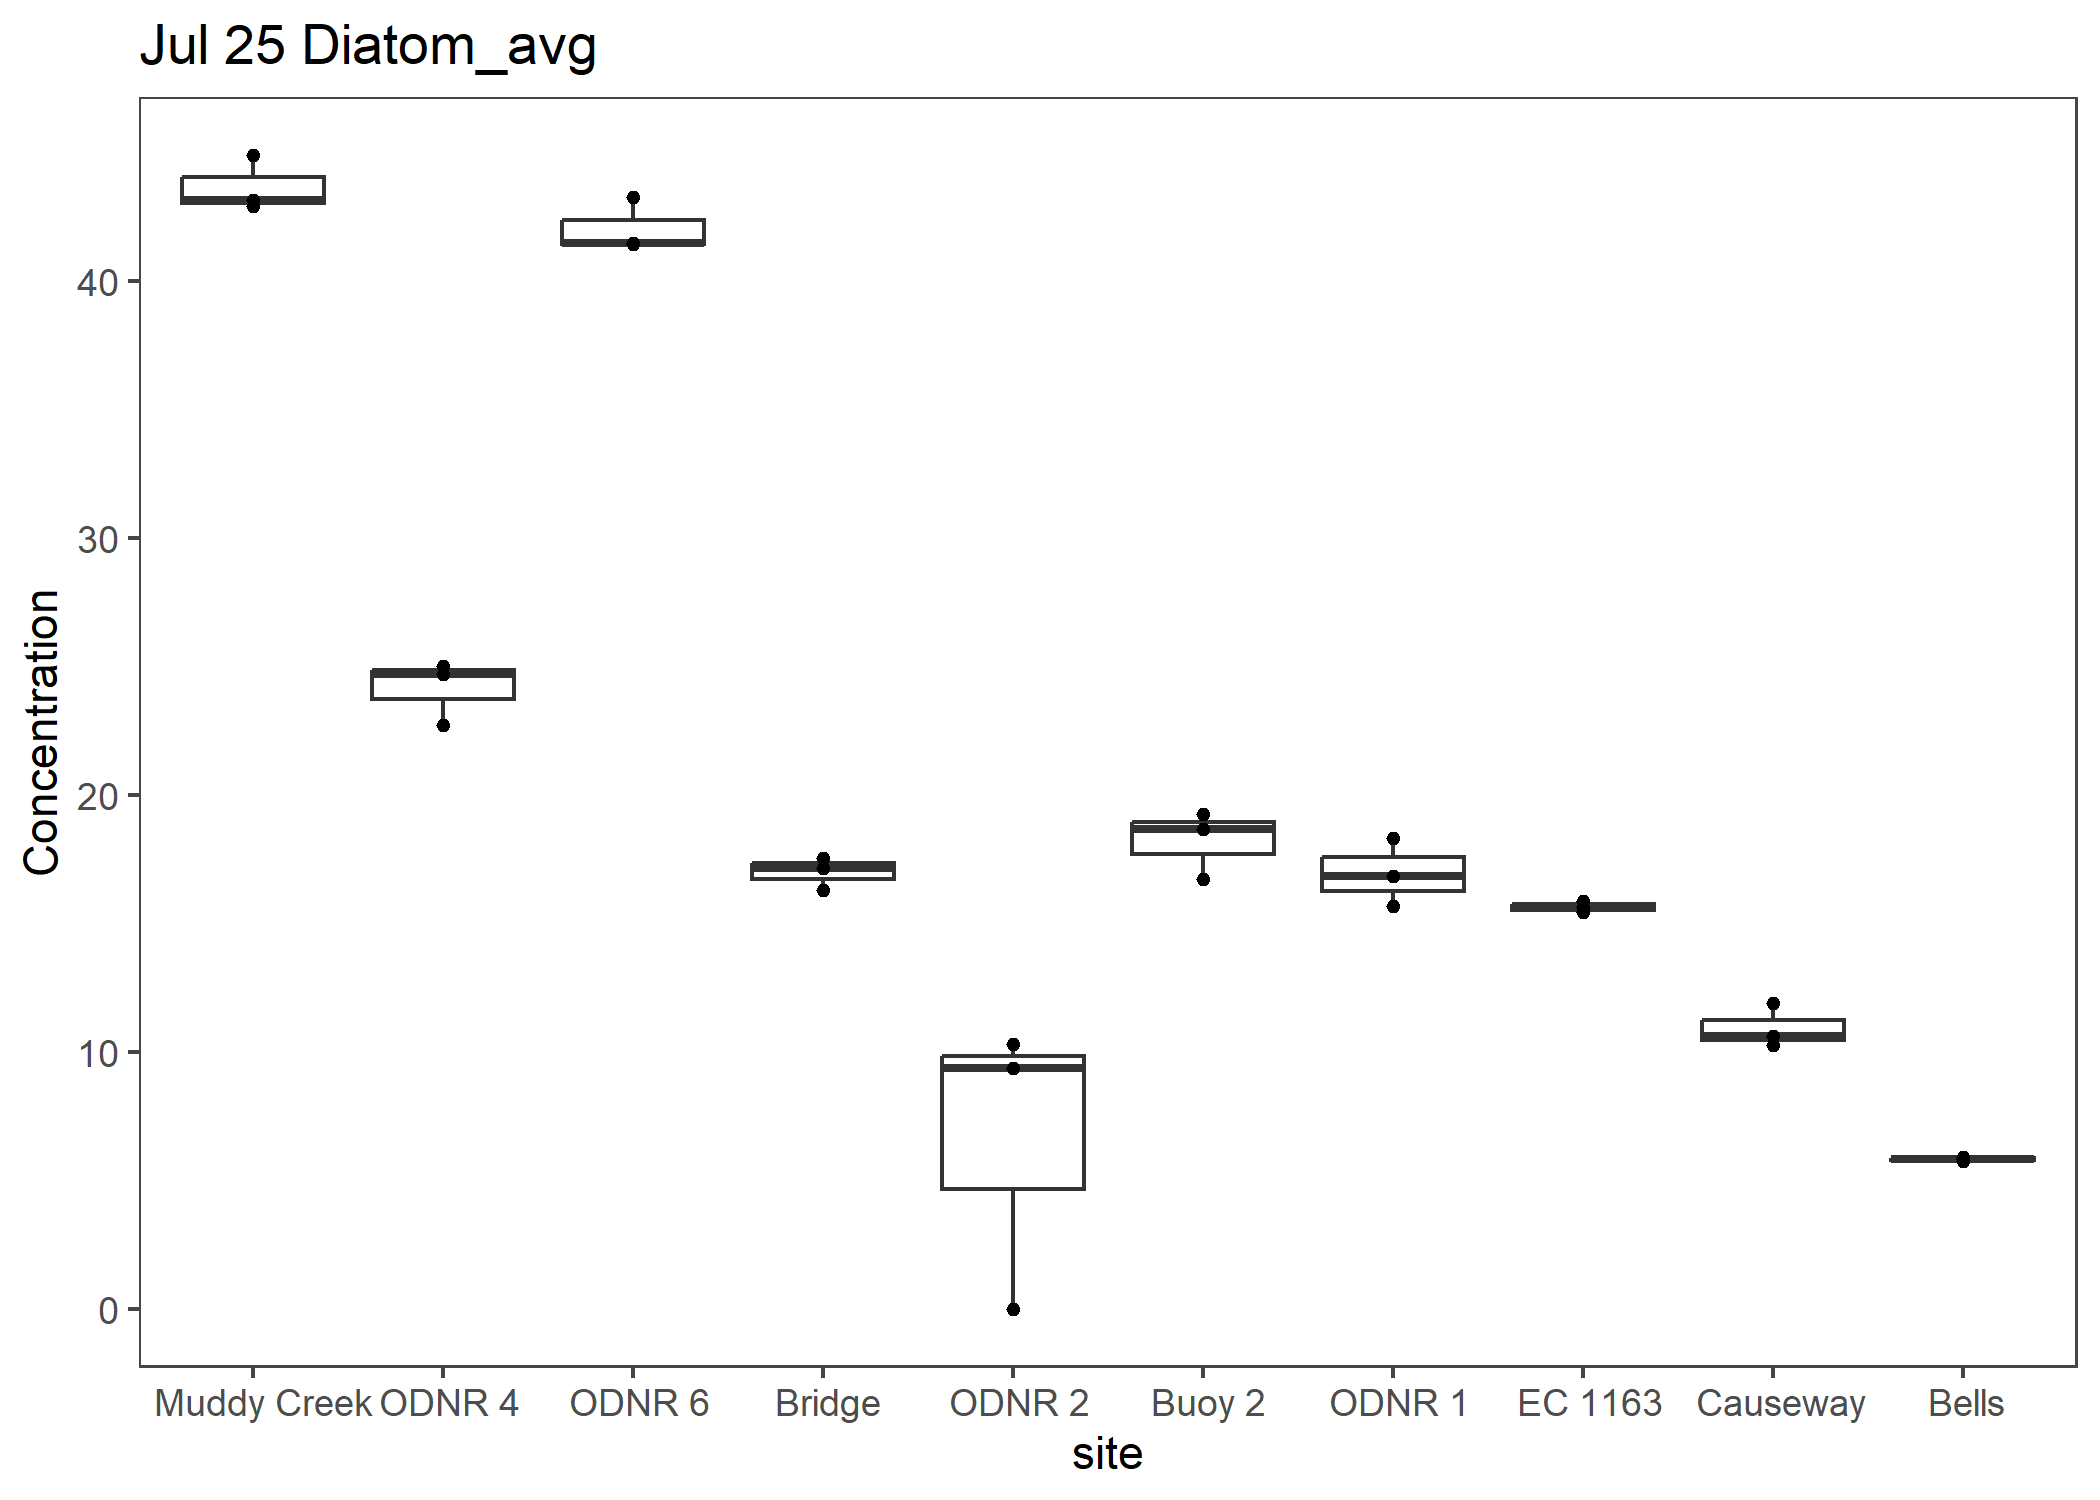 Jul 25 Diatom_avg
Concentration
40
30
20
10
0
Muddy Creek ODNR 4 ODNR 6 Bridge ODNR 2 Buoy 2 ODNR 1 EC 1163 Causeway Bells
site